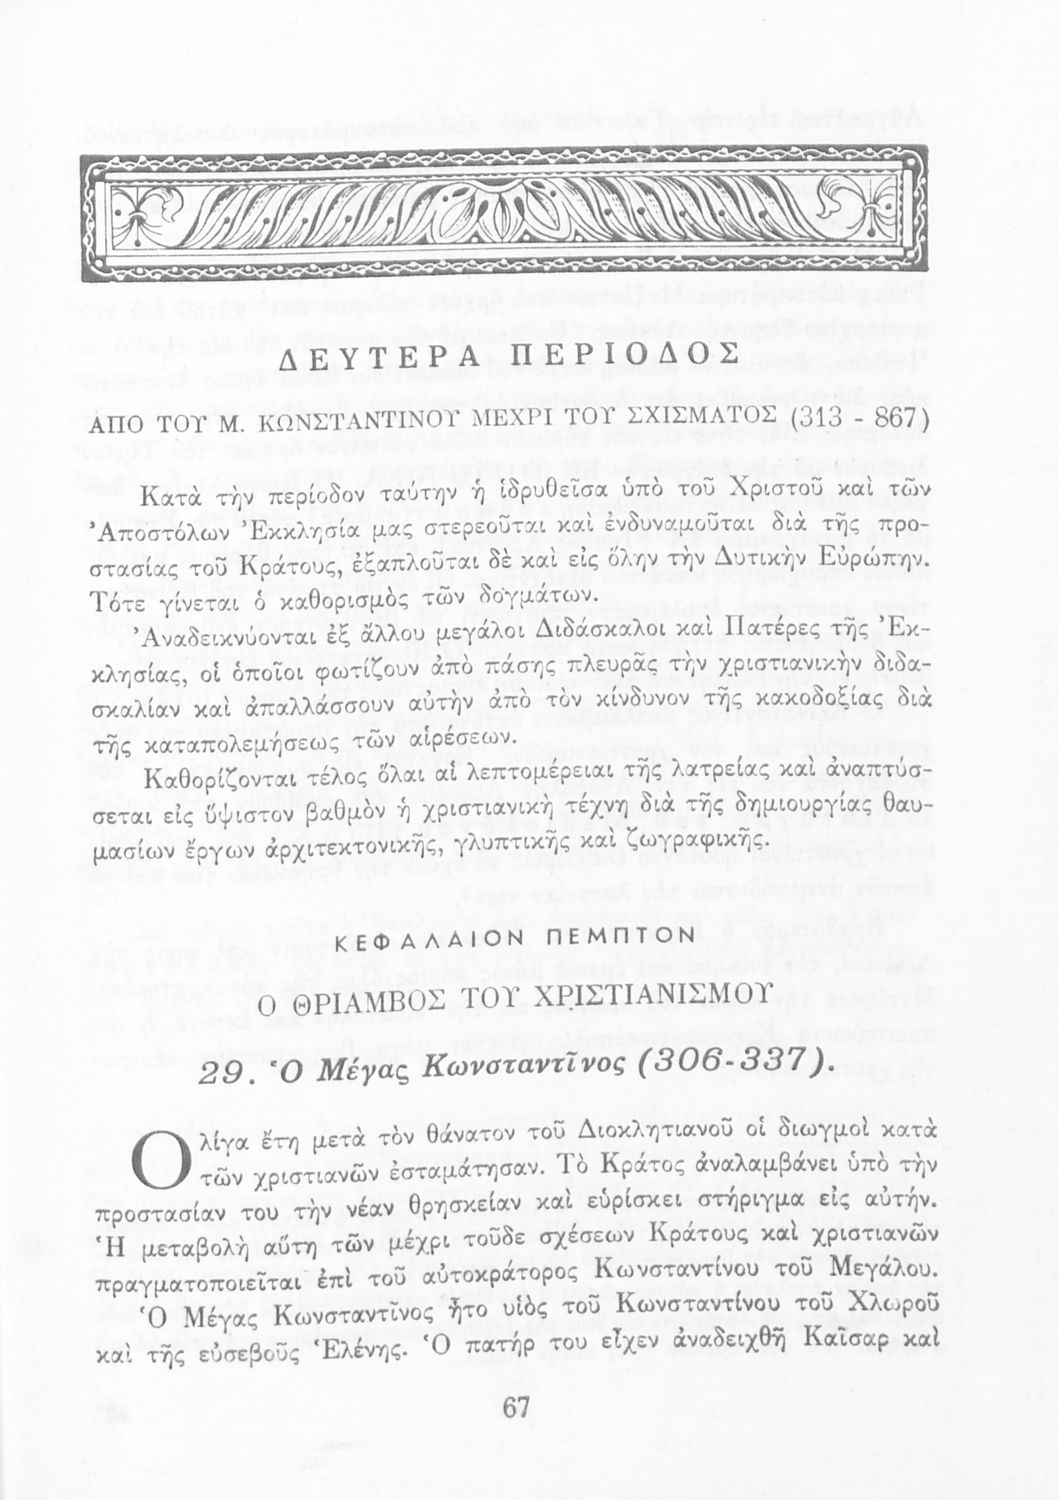 ΔΕΥΤΕΡΑ ΠΕΡΙΟΔΟΣ
ΑΠΟ ΤΟΥ Μ. ΚΩΝΣΤΑΝΤΙΝΟΥ ΜΕΧΡΙ ΤΟΥ ΣΧΙΣΜΑΤΟΣ (313 - 867)
Κατὰ τὴν περίοδον ταύτην ἡ ἱδρυθεῖσα ὑπὸ τοῦ Χριστοῦ καὶ τῶν
Ἀποστόλων Ἐκκλησία μας στερεοῦται καὶ ἐνδυναμοῦται διὰ τῆς προ-
στασίας τοῦ Κράτους, ἐξαπλοῦται δὲ καὶ εἰς ὅλην τὴν Δυτικὴν Εὐρώπην.
Τότε γίνεται ὁ καθορισμὸς τῶν δογμάτων.
Ἀναδεικνύονται ἐξ ἄλλου μεγάλοι Διδάσκαλοι καὶ Πατέρες τῆς Ἐκ-
κλησίας, οἱ ὁποῖοι φωτίζουν ἀπὸ πάσης πλευρᾶς τὴν χριστιανικὴν διδα-
σκαλίαν καὶ ἀπαλλάσσουν αὐτὴν ἀπὸ τὸν κίνδυνον τῆς κακοδοξίας διὰ
τῆς καταπολεμήσεως τῶν αἱρέσεων.
Καθορίζονται τέλος ὅλαι αἱ λεπτομέρειαι τῆς λατρείας καὶ ἀναπτύσ-
σεται εἰς ὕψιστον βαθμὸν ἡ χριστιανικὴ τέχνη διὰ τῆς δημιουργίας θαυ-
μασίων ἔργων ἀρχιτεκτονικῆς, γλυπτικῆς καὶ ζωγραφικῆς.
ΚΕΦΑΛΑΙΟΝ ΠΕΜΠΤΟΝ
Ο ΘΡΙΑΜΒΟΣ ΤΟΥ ΧΡΙΣΤΙΑΝΙΣΜΟΥ
29. Ὁ Μέγας Κωνσταντῖνος (306-337).
Ὀλίγα ἔτη μετὰ τὸν θάνατον τοῦ Διοκλητιανοῦ οἱ διωγμοὶ κατὰ
τῶν χριστιανῶν ἐσταμάτησαν. Τὸ Κράτος ἀναλαμβάνει ὑπὸ τὴν
προστασίαν του τὴν νέαν θρησκείαν καὶ εὑρίσκει στήριγμα εἰς αὐτήν.
Ἡ μεταβολὴ αὕτη τῶν μέχρι τοῦδε σχέσεων Κράτους καὶ χριστιανῶν
πραγματοποιεῖται ἐπὶ τοῦ αὐτοκράτορος Κωνσταντίνου τοῦ Μεγάλου.
Ὁ Μέγας Κωνσταντῖνος ἦτο υἱὸς τοῦ Κωνσταντίνου τοῦ Χλωροῦ
καὶ τῆς εὐσεβοῦς Ἑλένης. Ὁ πατήρ του εἶχεν ἀναδειχθῆ Καῖσαρ καὶ
67